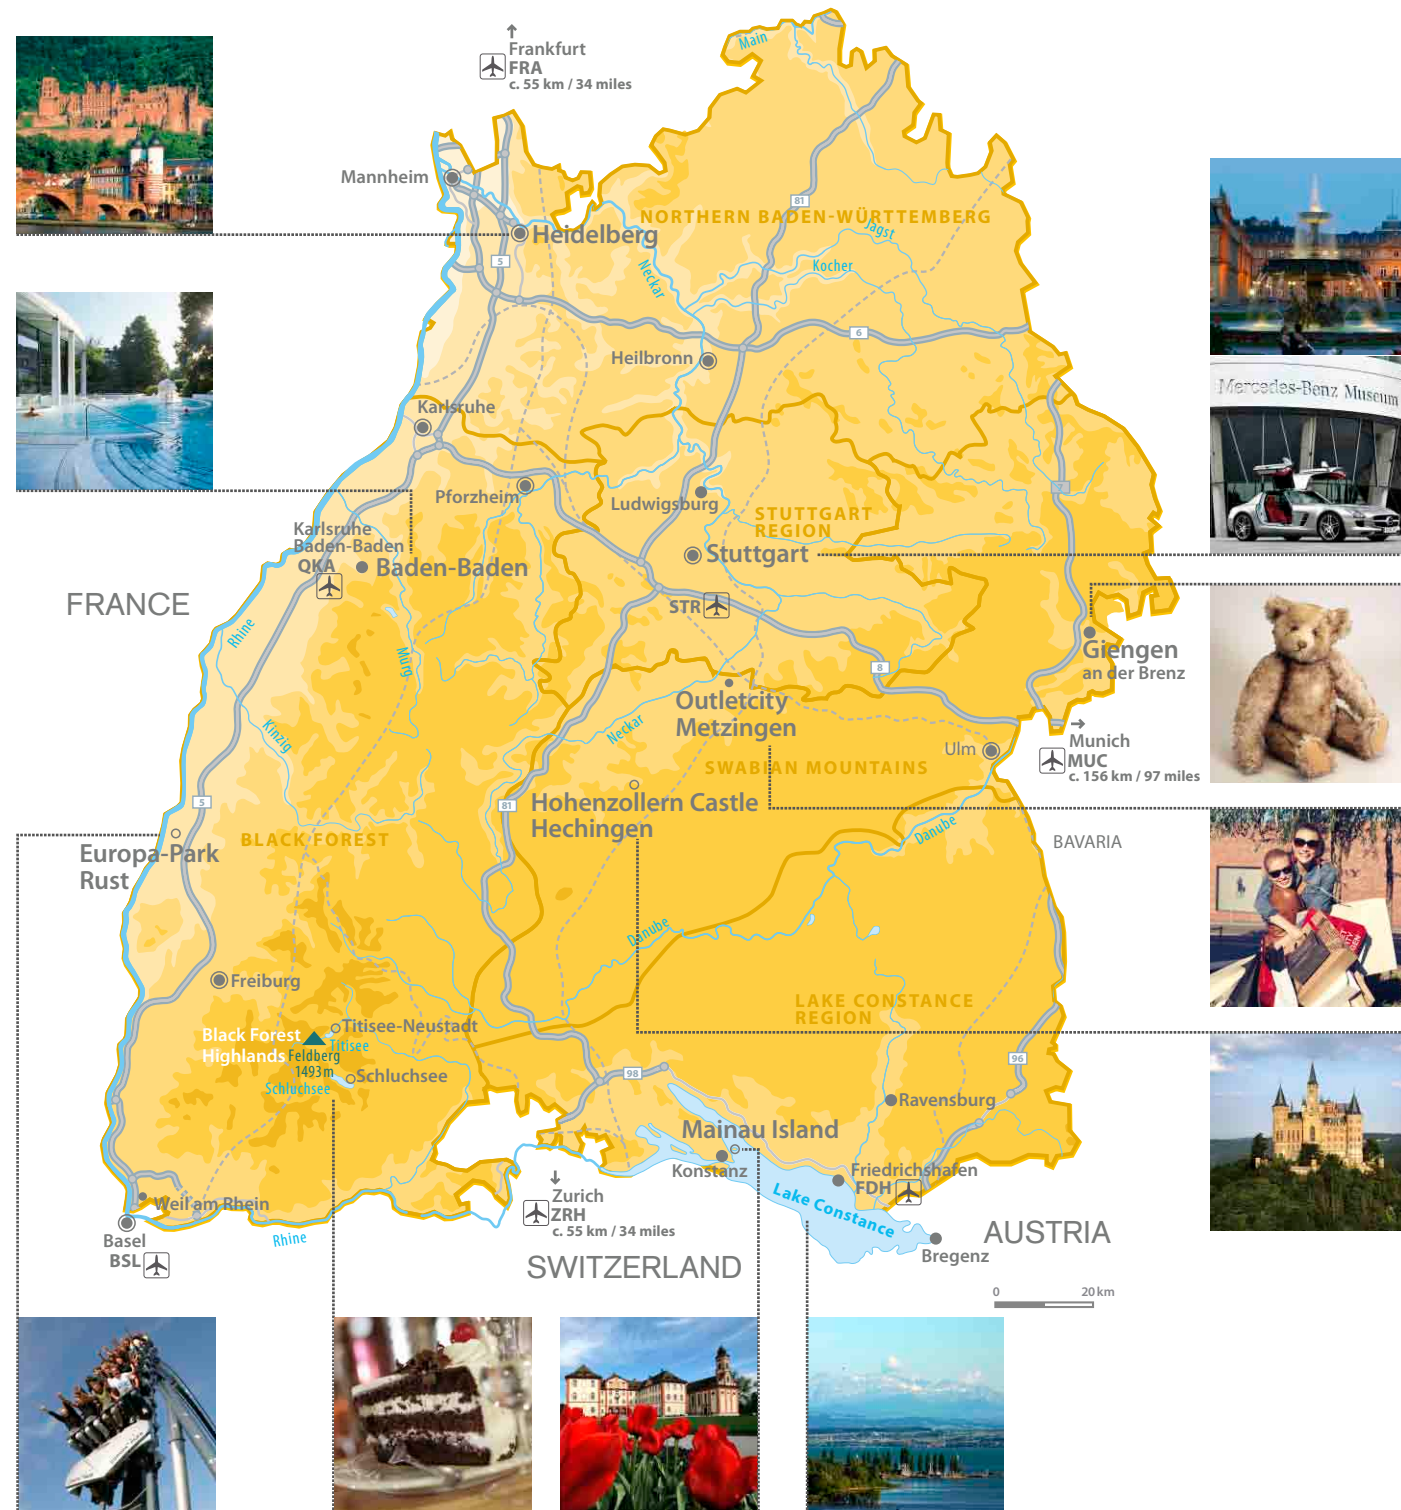 Frankfurt
FRA
c. 55 km / 34 miles
Main
Mannheim
81
NORTHERN BADEN-WÜRTTEMBERG
Jagst
Heidelberg
5
Neckar
Kocher
6
Heilbronn
Mercedes-Benz Museum
Karlsruhe
7
Pforzheim
Ludwigsburg
STUTTGART
REGION
Karlsruhe
Baden-Baden
QKA
Baden-Baden
Stuttgart
FRANCE
STR
Rhine
Murg
Giengen
an der Brenz
8
Outletcity
Metzingen
Kinzig
Neckar
Ulm
Munich
MUC
c. 156 km / 97 miles
SWABIAN MOUNTAINS
5
81
Hohenzollern Castle
Hechingen
Danube
BLACK FOREST
BAVARIA
Europa-Park
Rust
Danube
Freiburg
LAKE CONSTANCE
REGION
Titisee-Neustadt
Black Forest
Highlands
Titisee
Feldberg
1493 m
Schluchsee
Schluchsee
98
96
Ravensburg
Mainau Island
Konstanz
Friedrichshafen
FDH
Lake Constance
Weil am Rhein
Zurich
ZRH
c. 55 km / 34 miles
Basel
BSL
Rhine
SWITZERLAND
AUSTRIA
Bregenz
0 20 km